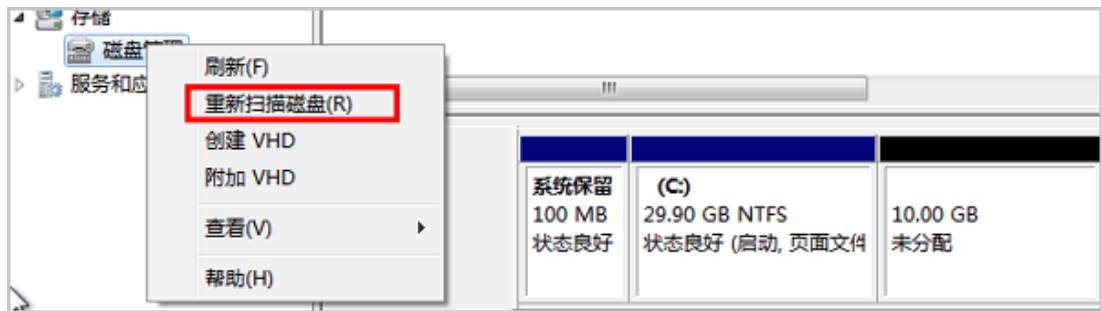 存储
磁盘管理
服务和应
刷新(F)
重新扫描磁盘(R)
创建 VHD
附加 VHD
查看(V)
帮助(H)
系统保留
100 MB
状态良好
(C:)
29.90 GB NTFS
状态良好 (启动, 页面文件
10.00 GB
未分配